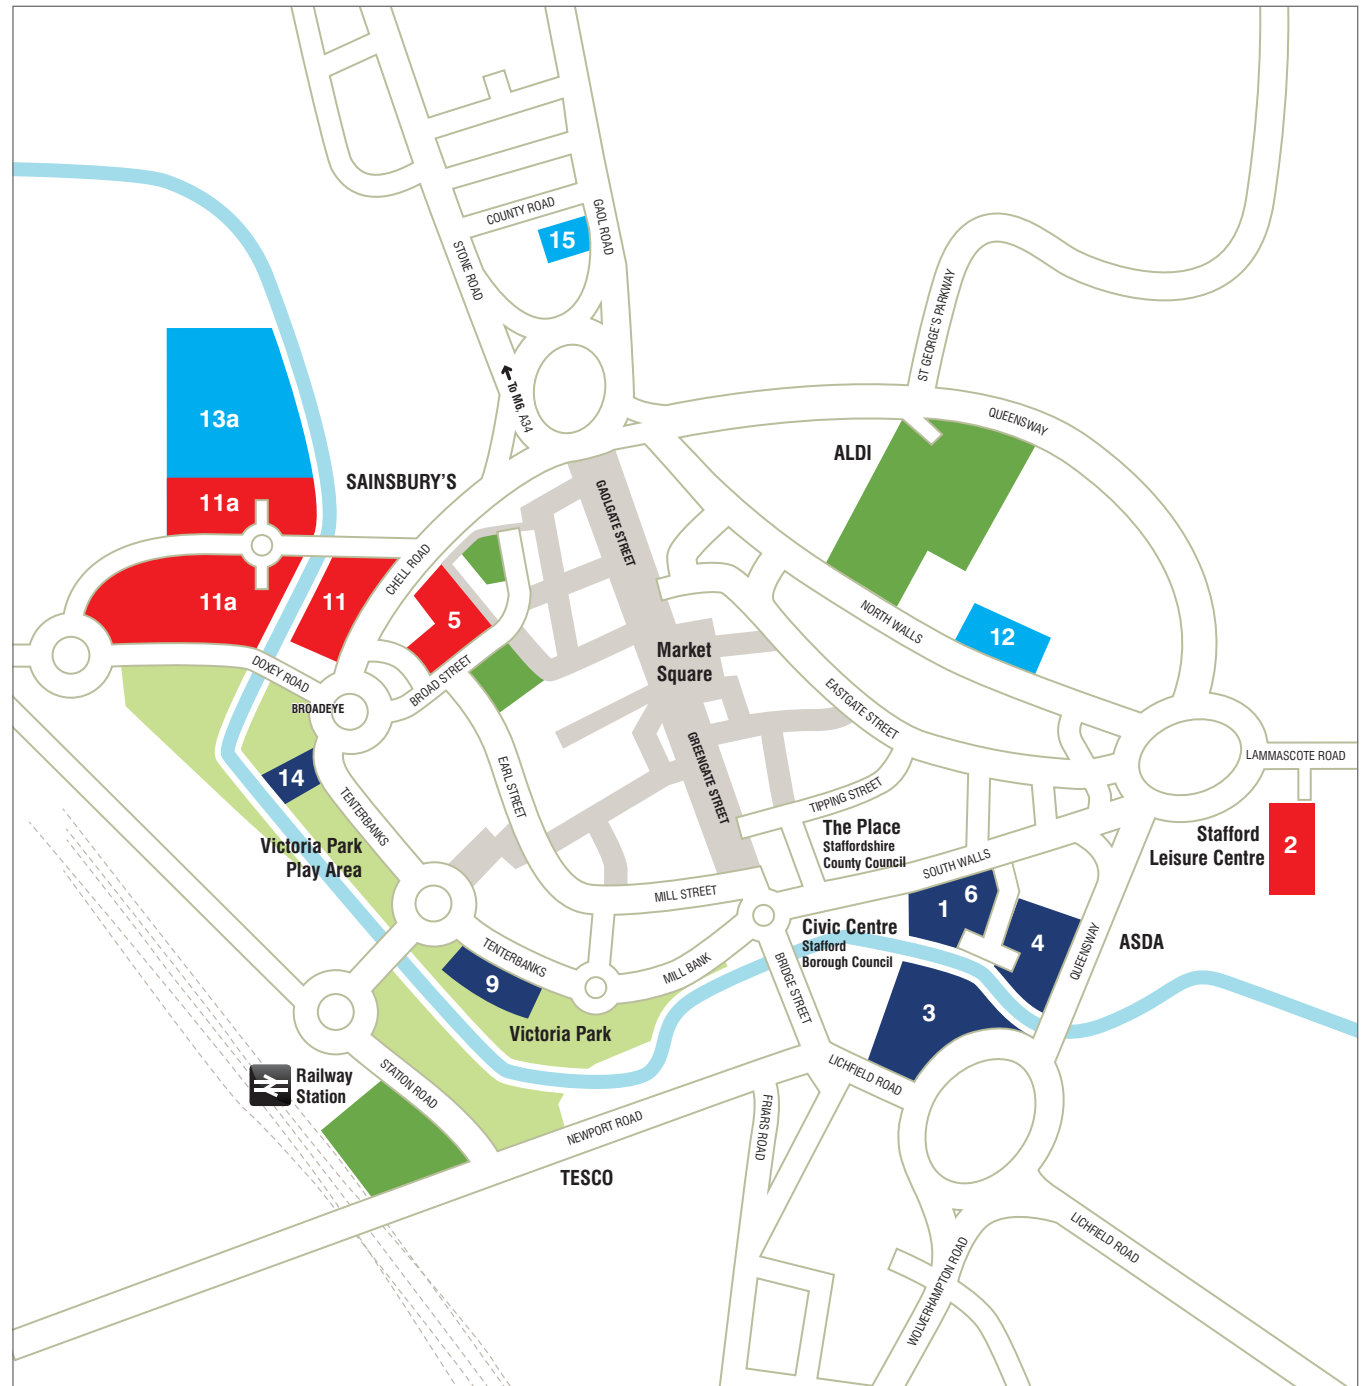 COUNTY ROAD
GAOL ROAD
15
STONE ROAD
ST GEORGE'S PARKWAY
To M6, A34
13a
QUEENSWAY
ALDI
SAINSBURY'S
11a
GAOLGATE STREET
CHELL ROAD
11a
11
5
NORTH WALLS
12
Market
Square
DOXEY ROAD
BROAD STREET
BROADEYE
EASTGATE STREET
GREENGATE STREET
LAMMASCOTE ROAD
14
EARL STREET
TENTERBANKS
TIPPING STREET
The Place
Staffordshire
County Council
Stafford
Leisure Centre
2
Victoria Park
Play Area
SOUTH WALLS
MILL STREET
1
6
Civic Centre
Stafford
Borough Council
4
ASDA
QUEENSWAY
TENTERBANKS
MILL BANK
BRIDGE STREET
9
3
Victoria Park
Railway
Station
STATION ROAD
LICHFIELD ROAD
NEWPORT ROAD
FRIARS ROAD
TESCO
LICHFIELD ROAD
WOLVERHAMPTON ROAD